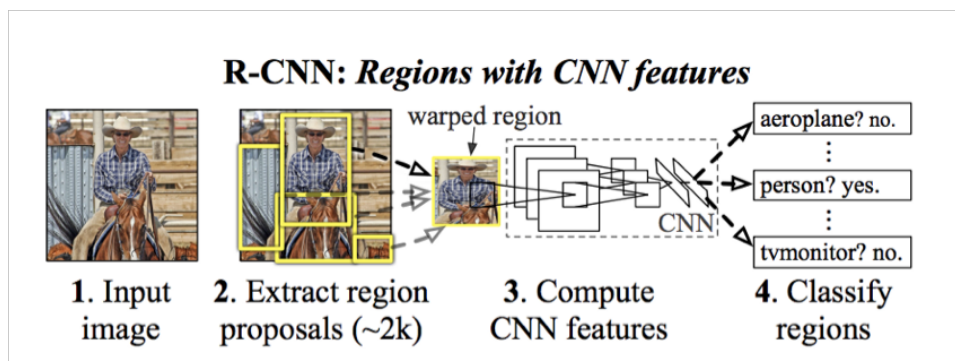 R-CNN: Regions with CNN features
warped region
aeroplane? no.
person? yes.
tvmonitor? no.
CNN
1. Input image
2. Extract region proposals (~2k)
3. Compute CNN features
4. Classify regions